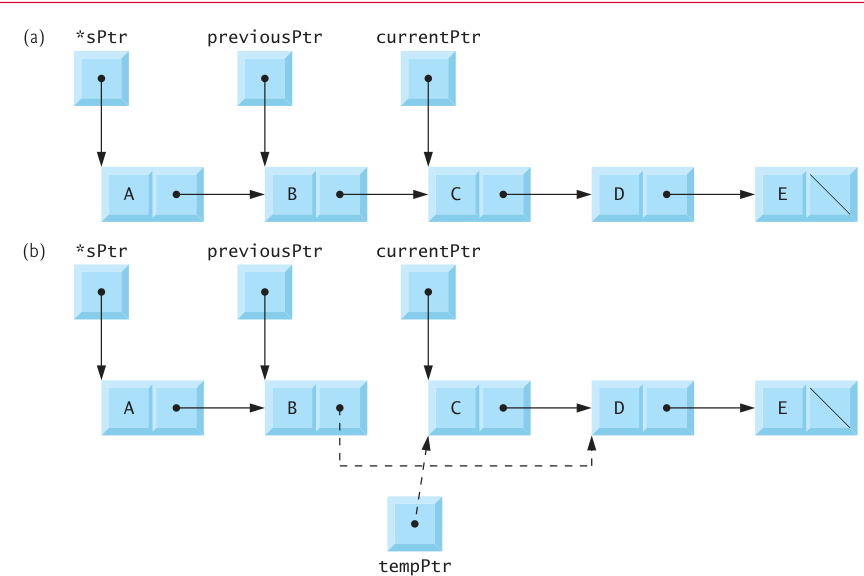 (a) *sPtr previousPtr currentPtr
A B C D E
(b) *sPtr previousPtr currentPtr
A B C D E
tempPtr